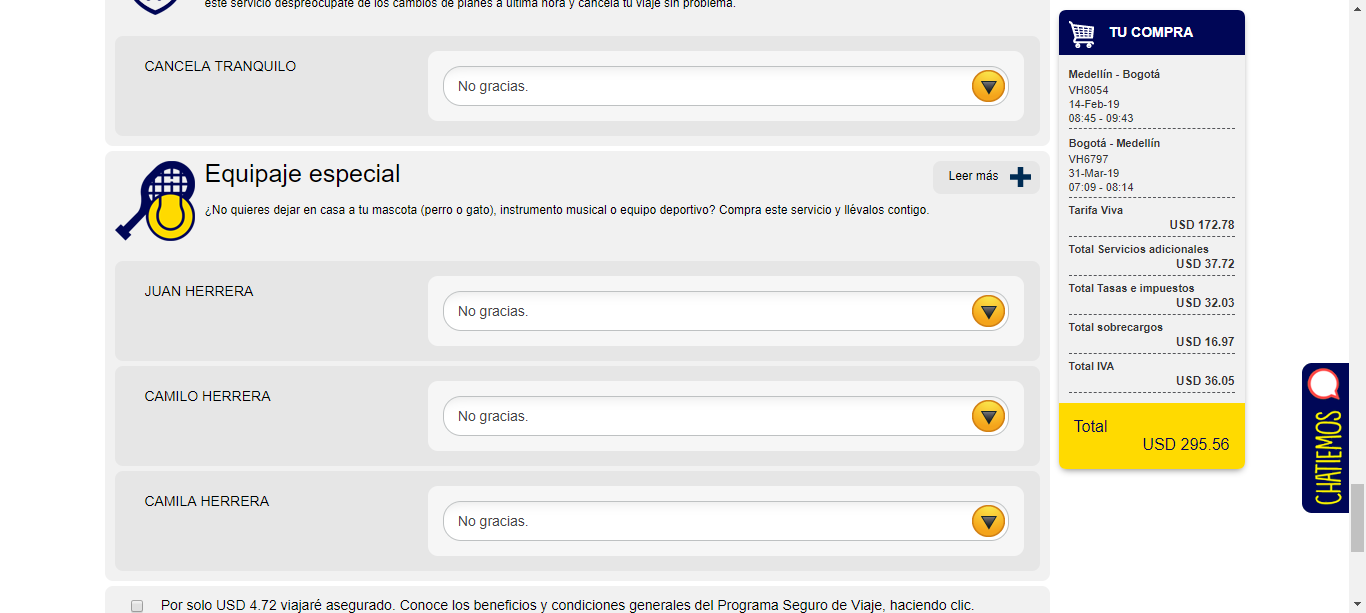 este servicio despreocúpate de los cambios de planes a última hora y cancela tu viaje sin problema.
CANCELA TRANQUILO
No gracias.
Equipaje especial
Leer más
¿No quieres dejar en casa a tu mascota (perro o gato), instrumento musical o equipo deportivo? Compra este servicio y llévalos contigo.
JUAN HERRERA
No gracias.
CAMILO HERRERA
No gracias.
CAMILA HERRERA
No gracias.
Por solo USD 4.72 viajaré asegurado. Conoce los beneficios y condiciones generales del Programa Seguro de Viaje, haciendo clic.
TU COMPRA
Medellín - Bogotá
VH8054
14-Feb-19
08:45 - 09:43
Bogotá - Medellín
VH6797
31-Mar-19
07:09 - 08:14
Tarifa Viva
USD 172.78
Total Servicios adicionales
USD 37.72
Total Tasas e impuestos
USD 32.03
Total sobrecargos
USD 16.97
Total IVA
USD 36.05
Total
USD 295.56
CHATIEMOS